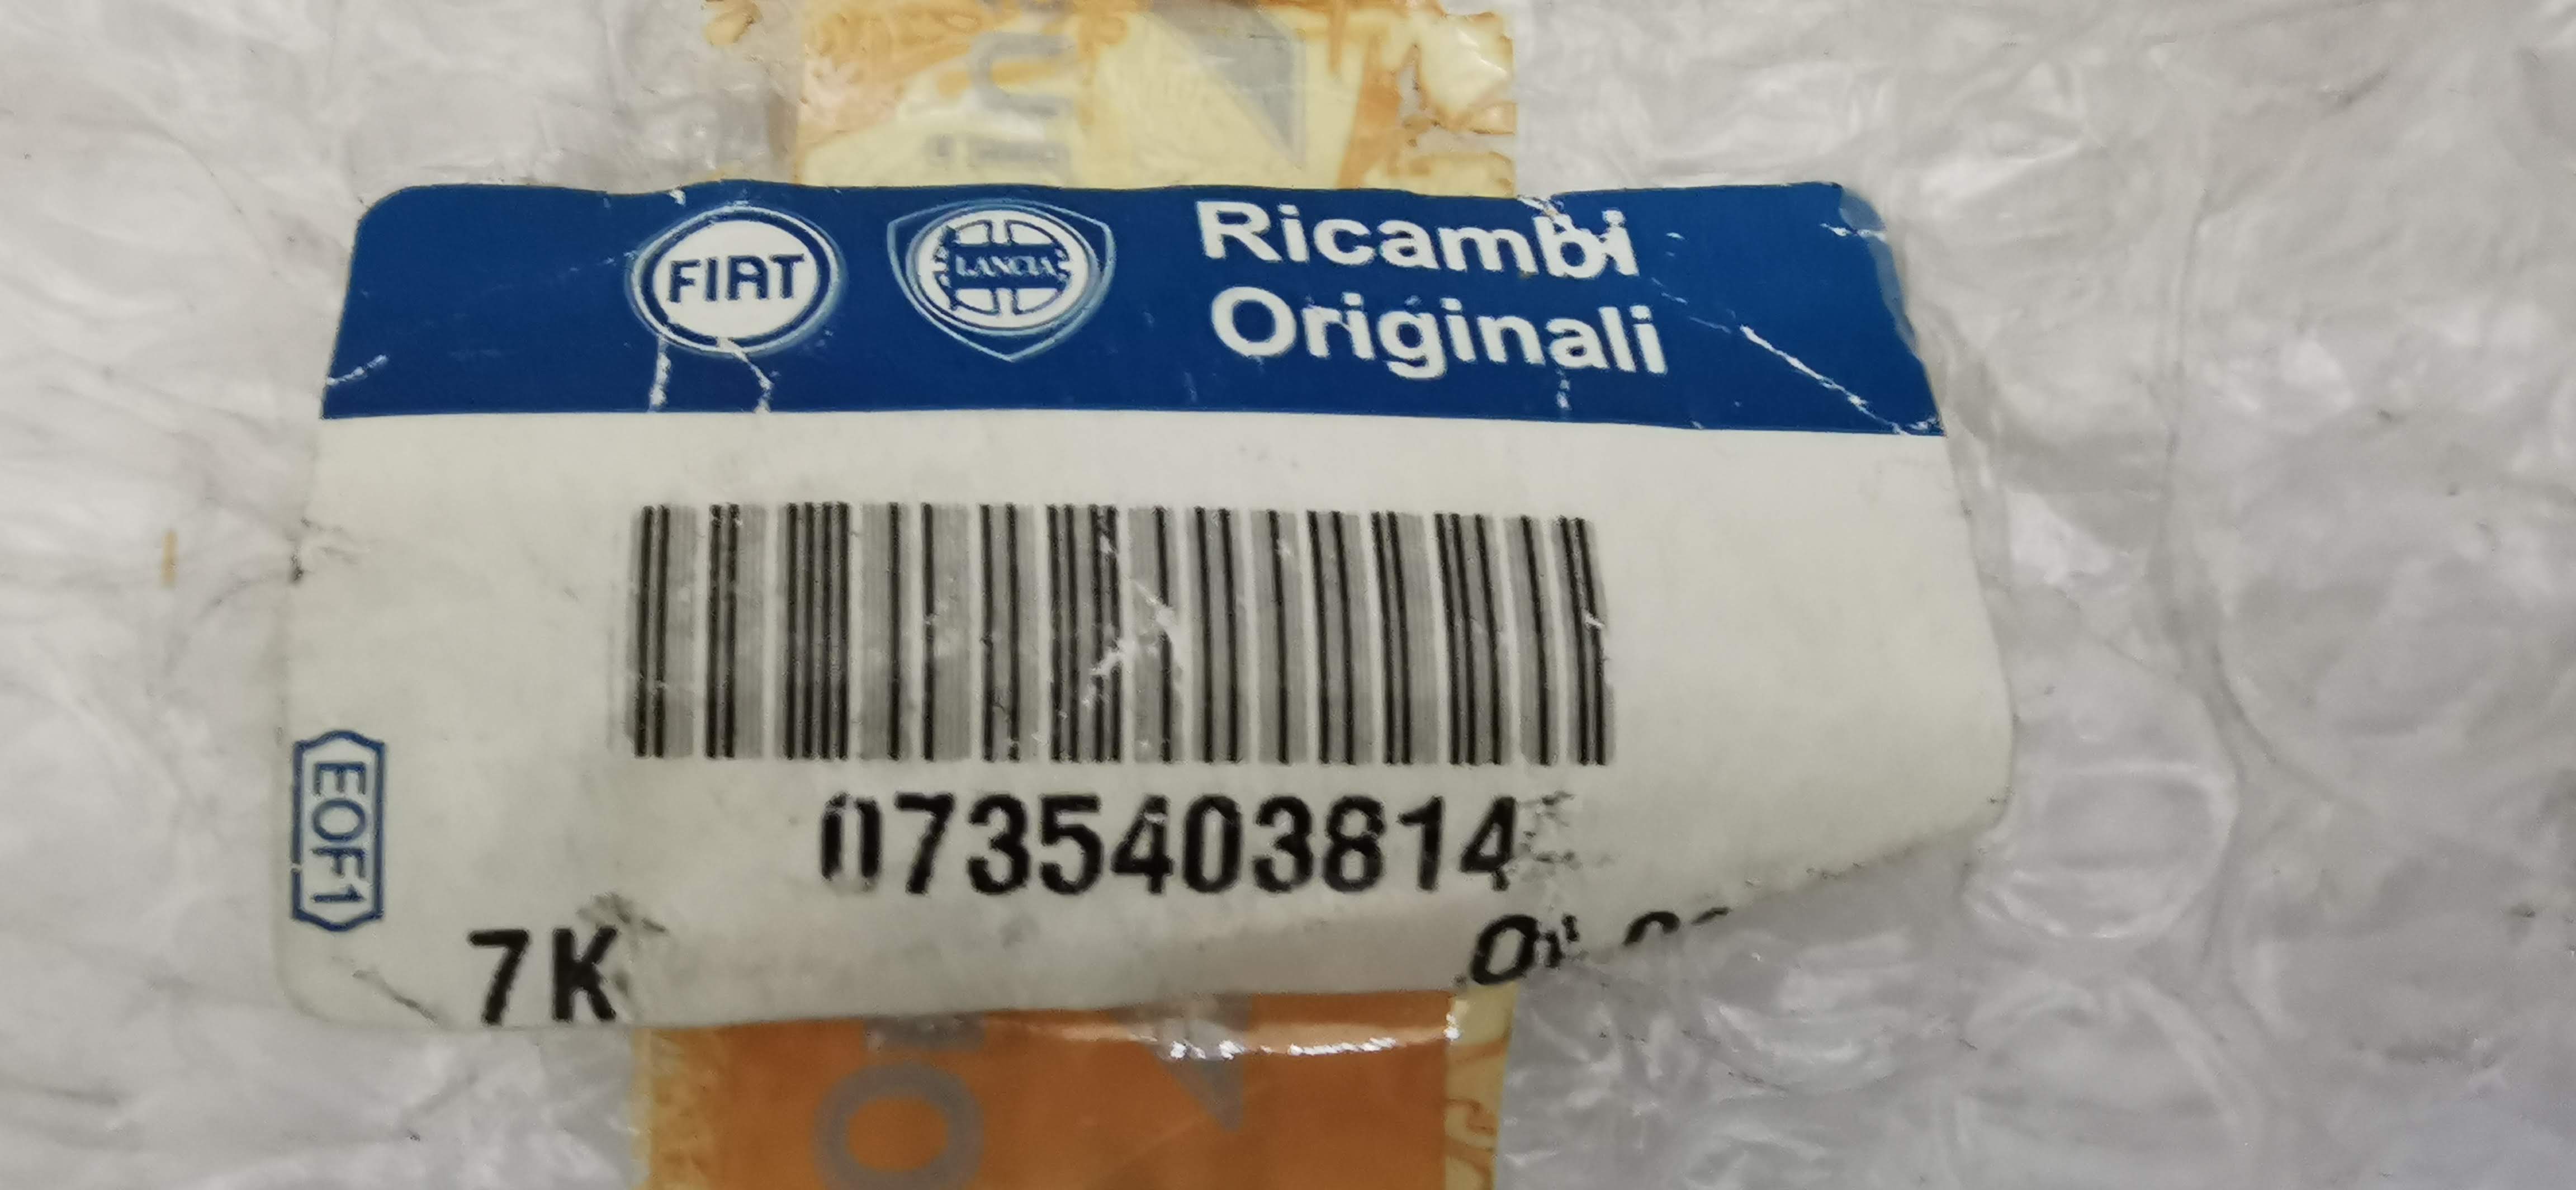 FIAT
LANCIA
Ricambi
Originali
0735403814
EOF1
7K